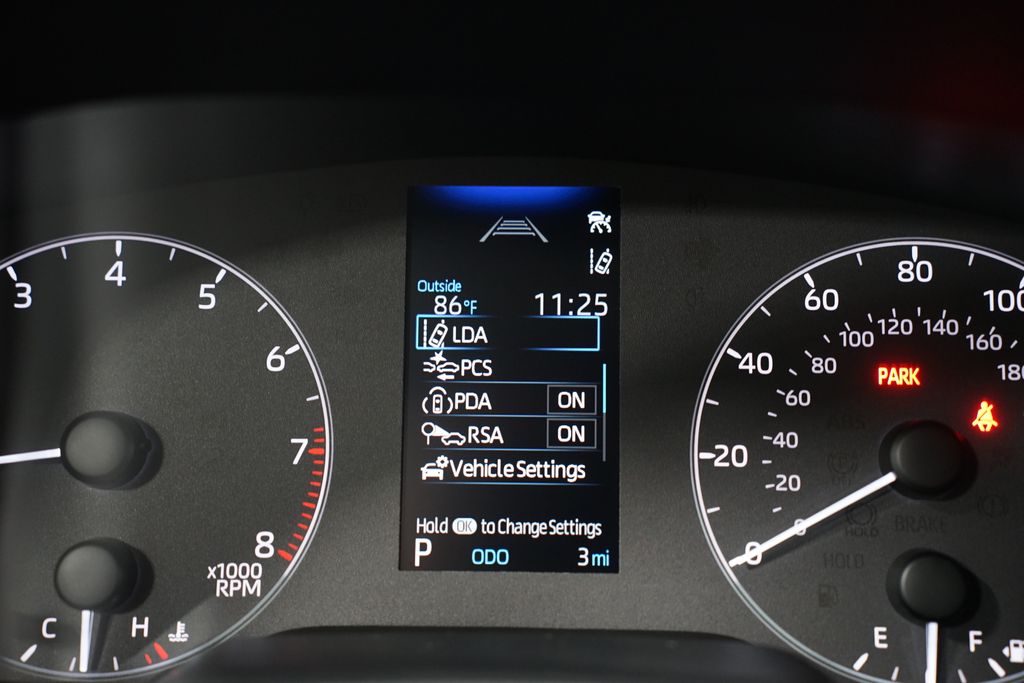 3
4
5
6
7
8
x1000
RPM
C
H
Outside
86°F
11:25
LDA
PCS
PDA ON
RSA ON
Vehicle Settings
Hold OK to Change Settings
P ODO 3 mi
0
20
40
60
80
100
0
20
40
60
80
100
120
140
160
180
PARK
BRAKE
HOLD
HOLD
E
F